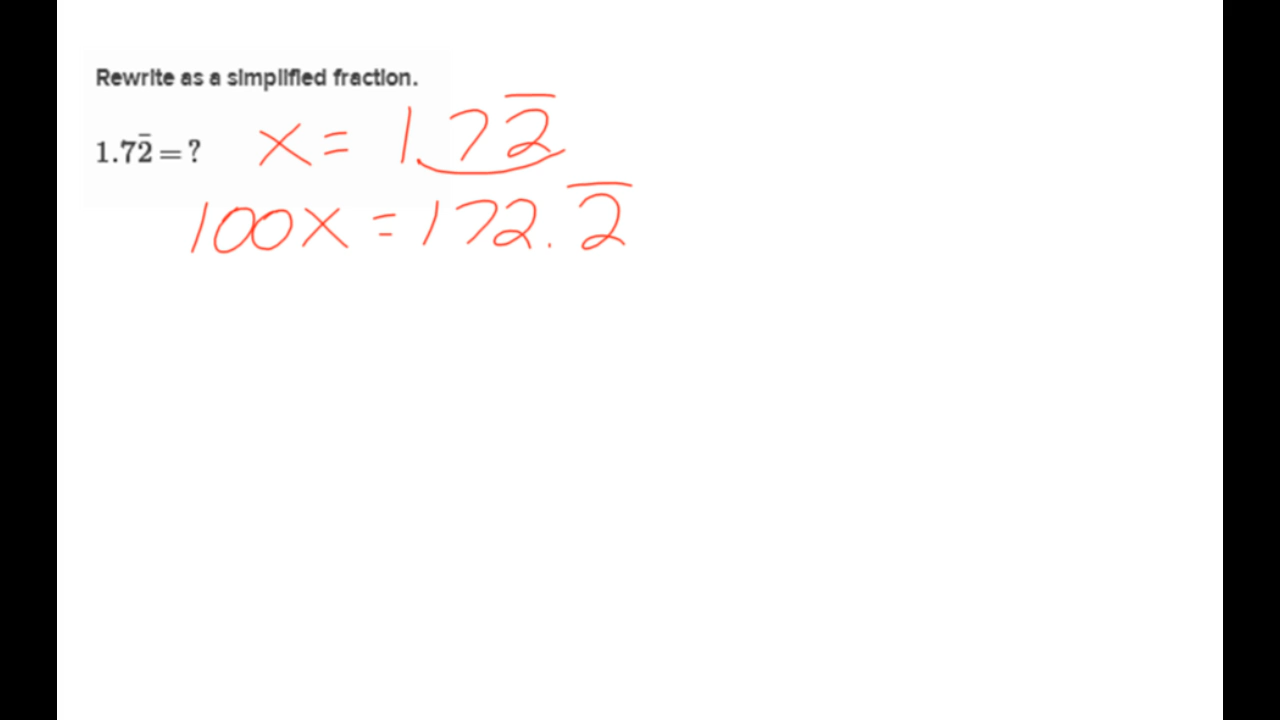 Rewrite as a simplified fraction.
1.72̅ = ?
x = 1.72̅
100x = 172.2̅